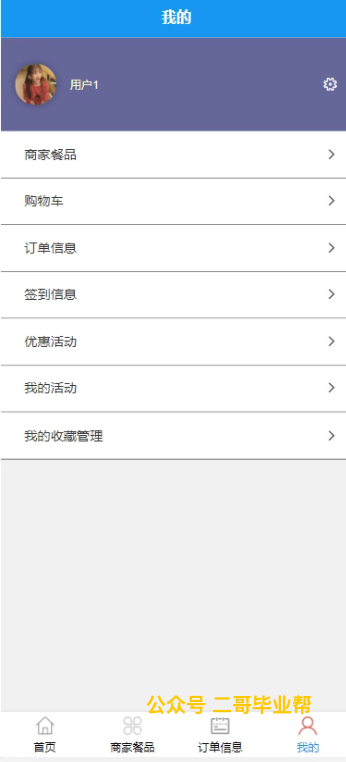 我的
用户1
商家餐品
购物车
订单信息
签到信息
优惠活动
我的活动
我的收藏管理
公众号 二哥毕业帮
首页
商家餐品
订单信息
我的